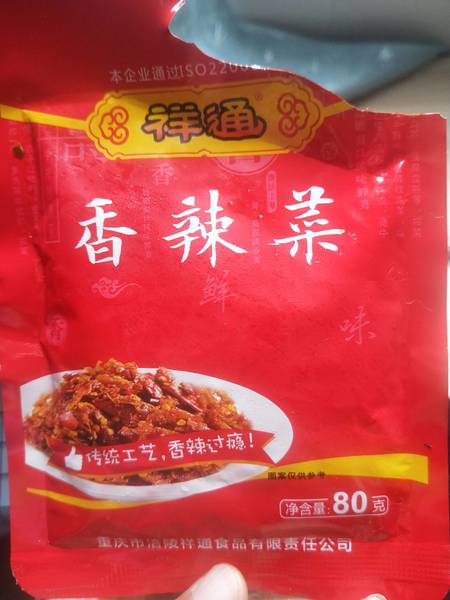 本企业通过ISO2200
祥通®
香辣菜
鲜
味
传统工艺,香辣过瘾!
图案仅供参考
净含量:80克
重庆市涪陵祥通食品有限责任公司